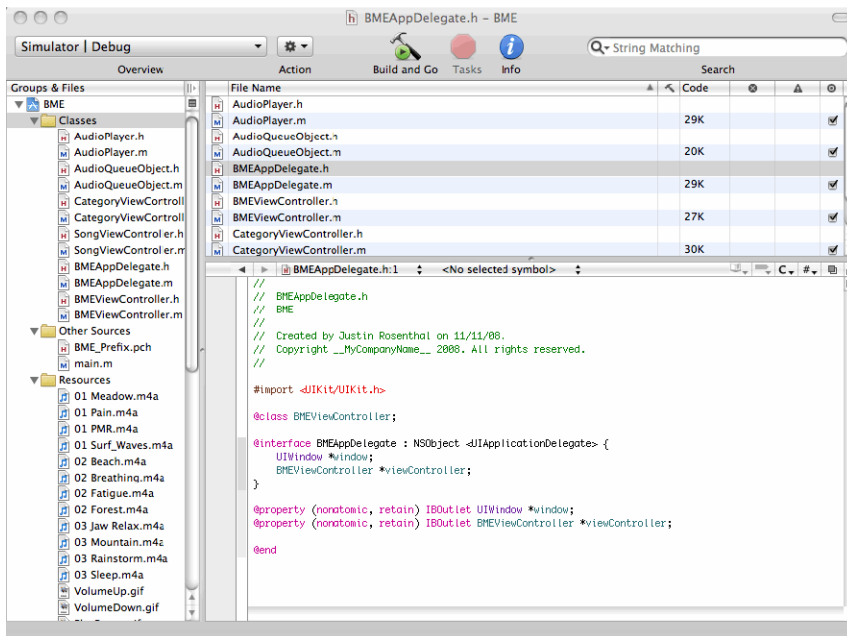 BMEAppDelegate.h – BME
Simulator | Debug
String Matching
Overview
Action
Build and Go
Tasks
Info
Search
Groups & Files
BME
Classes
AudioPlayer.h
AudioPlayer.m
AudioQueueObject.h
AudioQueueObject.m
CategoryViewControll
CategoryViewControll
SongViewController.h
SongViewController.m
BMEAppDelegate.h
BMEAppDelegate.m
BMEViewController.h
BMEViewController.m
Other Sources
BME_Prefix.pch
main.m
Resources
01 Meadow.m4a
01 Pain.m4a
01 PMR.m4a
01 Surf_Waves.m4a
02 Beach.m4a
02 Breathing.m4a
02 Fatigue.m4a
02 Forest.m4a
03 Jaw Relax.m4a
03 Mountain.m4a
03 Rainstorm.m4a
03 Sleep.m4a
VolumeUp.gif
VolumeDown.gif
File Name Code
AudioPlayer.h
AudioPlayer.m 29K
AudioQueueObject.h
AudioQueueObject.m 20K
BMEAppDelegate.h
BMEAppDelegate.m 29K
BMEViewController.h
BMEViewController.m 27K
CategoryViewController.h
CategoryViewController.m 30K
BMEAppDelegate.h:1 <No selected symbol> C, #,
//
// BMEAppDelegate.h
// BME
//
// Created by Justin Rosenthal on 11/11/08.
// Copyright __MyCompanyName__ 2008. All rights reserved.
//
#import <UIKit/UIKit.h>
@class BMEViewController;
@interface BMEAppDelegate : NSObject <UIApplicationDelegate> {
UIWindow *window;
BMEViewController *viewController;
}
@property (nonatomic, retain) IBOutlet UIWindow *window;
@property (nonatomic, retain) IBOutlet BMEViewController *viewController;
@end